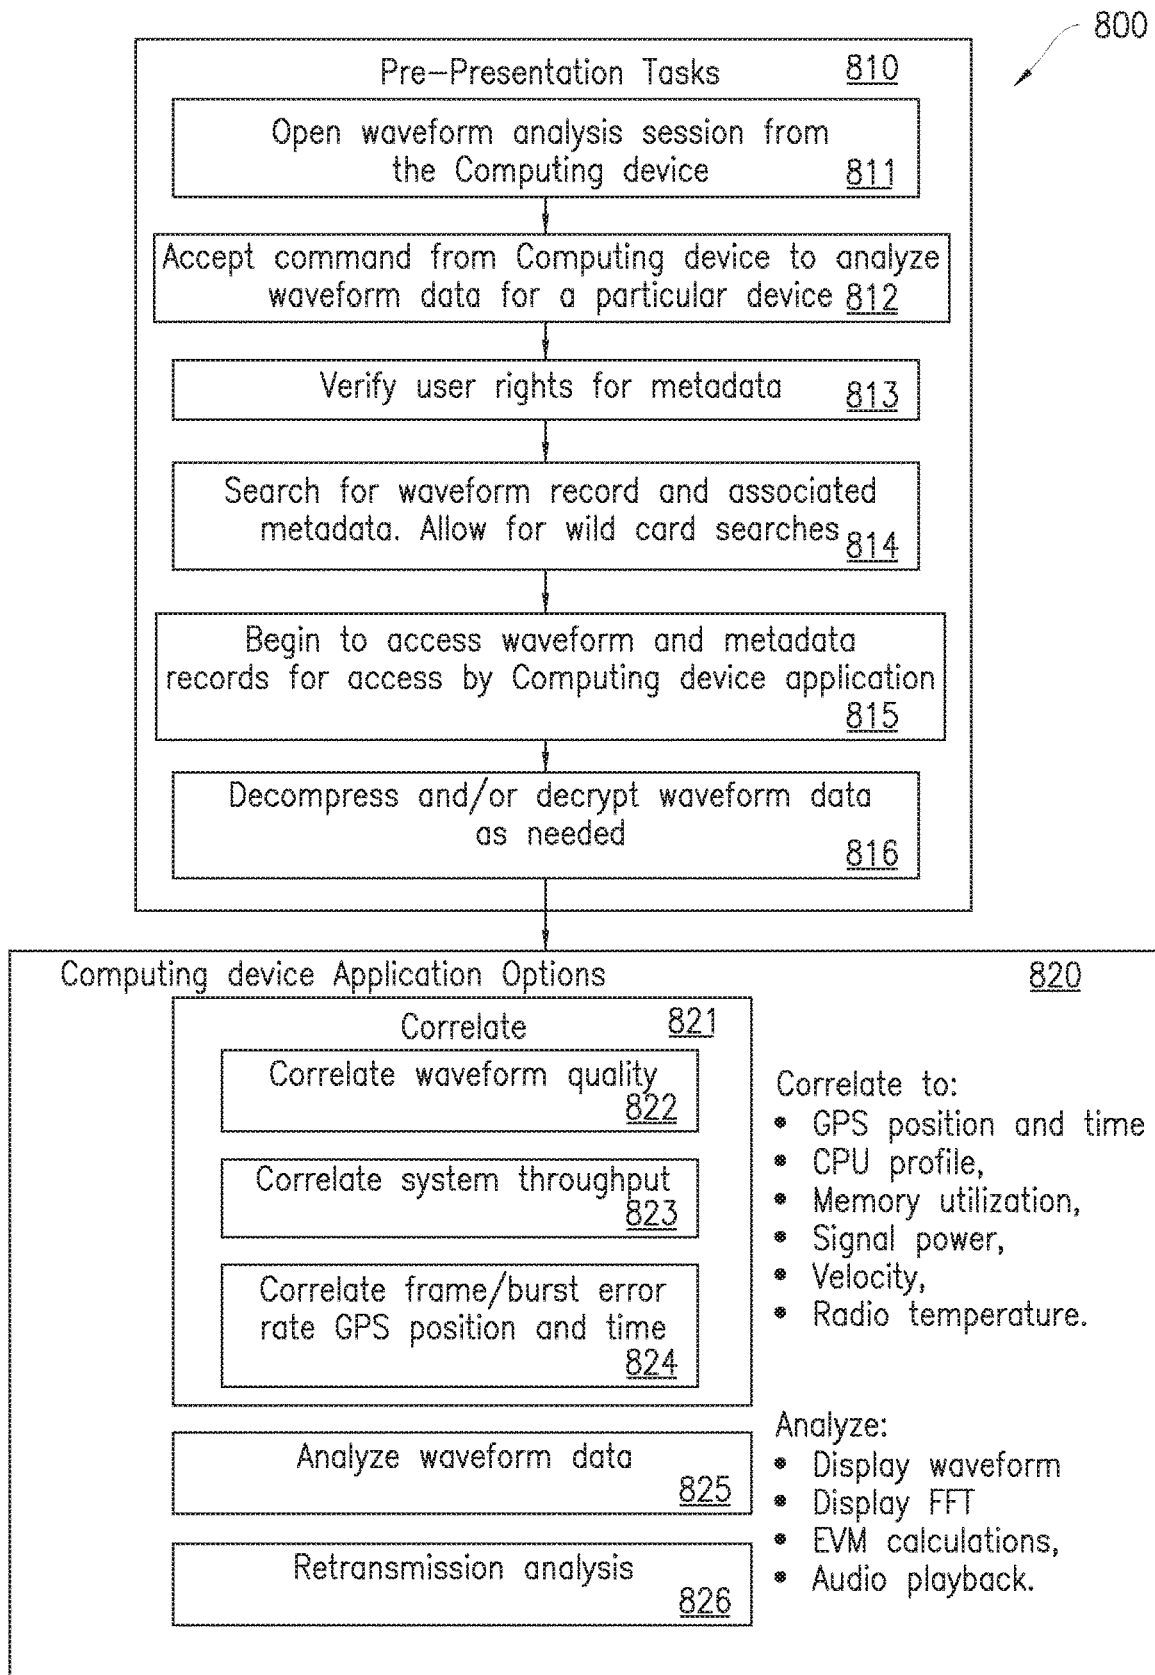 800
Pre-Presentation Tasks 810
Open waveform analysis session from
the Computing device 811
Accept command from Computing device to analyze
waveform data for a particular device 812
Verify user rights for metadata 813
Search for waveform record and associated
metadata. Allow for wild card searches 814
Begin to access waveform and metadata
records for access by Computing device application
815
Decompress and/or decrypt waveform data
as needed 816
Computing device Application Options 820
Correlate 821
Correlate waveform quality
822
Correlate system throughput
823
Correlate frame/burst error
rate GPS position and time
824
Correlate to:
• GPS position and time
• CPU profile,
• Memory utilization,
• Signal power,
• Velocity,
• Radio temperature.
Analyze waveform data
825
Retransmission analysis
826
Analyze:
• Display waveform
• Display FFT
• EVM calculations,
• Audio playback.